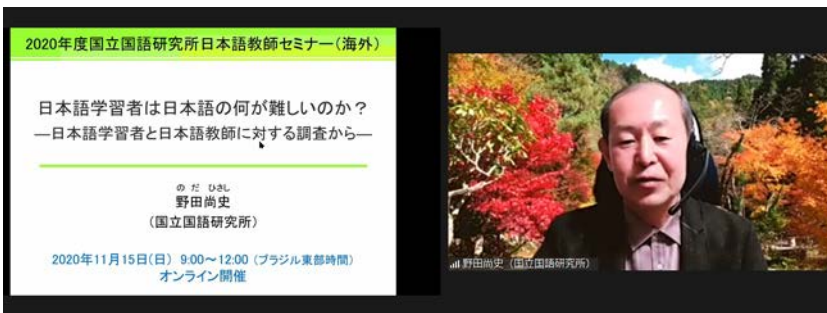 2020年度国立国語研究所日本語教師セミナー(海外)
日本語学習者は日本語の何が難しいのか？
―日本語学習者と日本語教師に対する調査から―
の だ ひさし
野田尚史
(国立国語研究所)
2020年11月15日(日) 9:00～12:00 (ブラジル東部時間)
オンライン開催
野田尚史 (国立国語研究所)